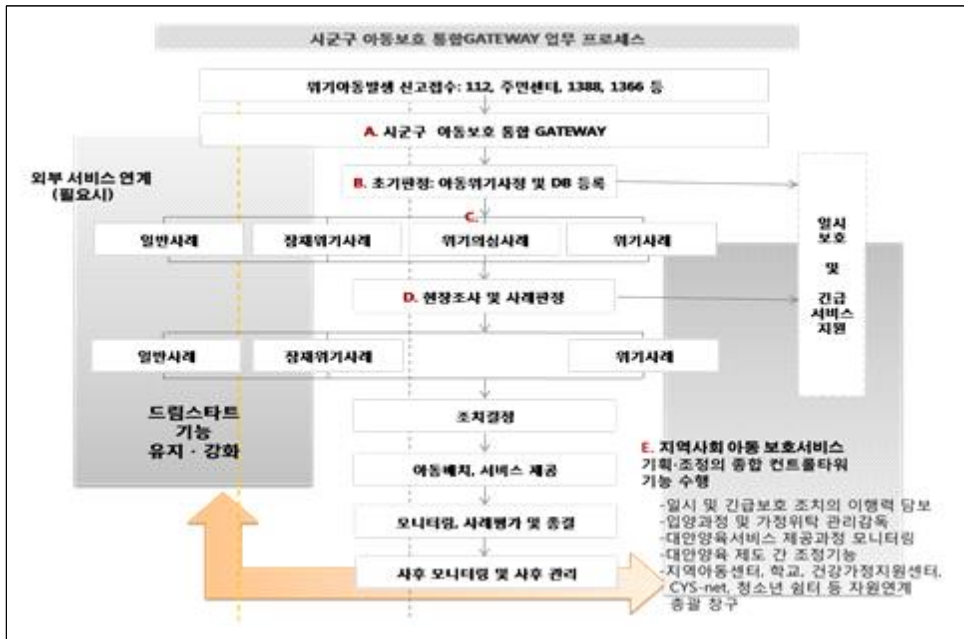 시군구 아동보호 통합GATEWAY 업무 프로세스
위기아동발생 신고접수: 112, 주민센터, 1388, 1366 등
A. 시군구 아동보호 통합 GATEWAY
외부 서비스 연계
(필요시)
B. 초기판정: 아동위기사정 및 DB 등록
C.
일반사례
잠재위기사례
위기의심사례
위기사례
일시
보호
및
긴급
서비스
지원
D. 현장조사 및 사례판정
일반사례
잠재위기사례
위기사례
드림스타트
기능
유지 · 강화
조치결정
아동배치, 서비스 제공
모니터링, 사례평가 및 종결
사후 모니터링 및 사후 관리
E. 지역사회 아동 보호서비스
기획·조정의 종합 컨트롤타워
기능 수행
-일시 및 긴급보호 조치의 이행력 담보
-입양과정 및 가정위탁 관리감독
-대안양육서비스 제공과정 모니터링
-대안양육 제도 간 조정기능
-지역아동센터, 학교, 건강가정지원센터,
CYS-net, 청소년 쉼터 등 자원연계
총괄 창구